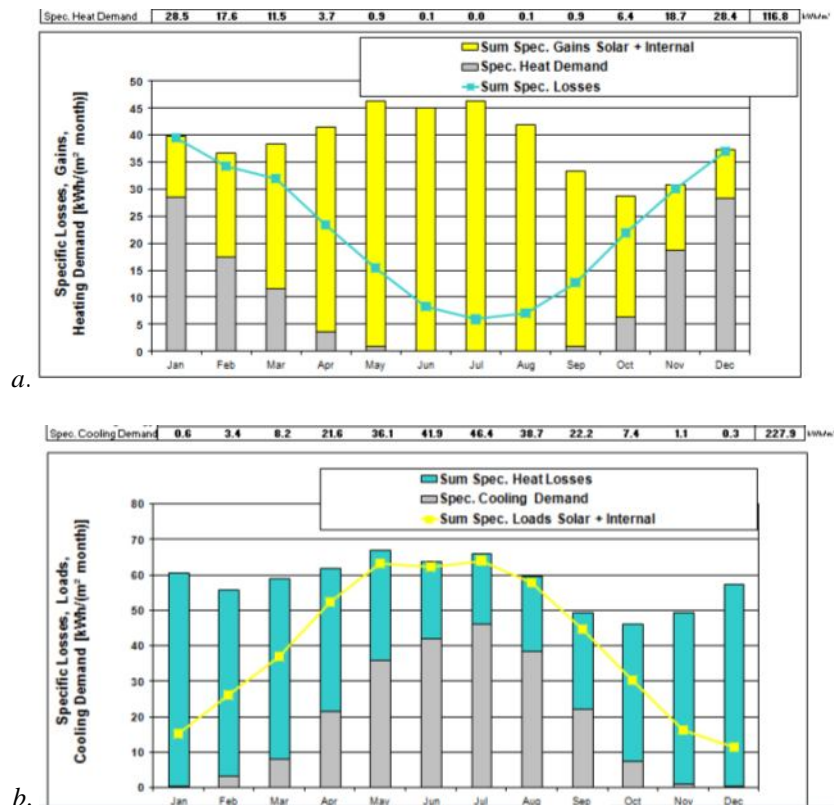 Spec. Heat Demand 28.5 17.6 11.5 3.7 0.9 0.1 0.0 0.1 0.9 6.4 18.7 28.4 116.8
Sum Spec. Gains Solar + Internal
Spec. Heat Demand
Sum Spec. Losses
Specific Losses, Gains,
Heating Demand [kWh/(m² month)]
50
45
40
35
30
25
20
15
10
5
0
Jan Feb Mar Apr May Jun Jul Aug Sep Oct Nov Dec
a.
Spec. Cooling Demand 0.6 3.4 8.2 21.6 36.1 41.9 46.4 38.7 22.2 7.4 1.1 0.3 227.9
Sum Spec. Heat Losses
Spec. Cooling Demand
Sum Spec. Loads Solar + Internal
Specific Losses, Loads,
Cooling Demand [kWh/(m² month)]
80
70
60
50
40
30
20
10
0
Jan Feb Mar Apr May Jun Jul Aug Sep Oct Nov Dec
b.